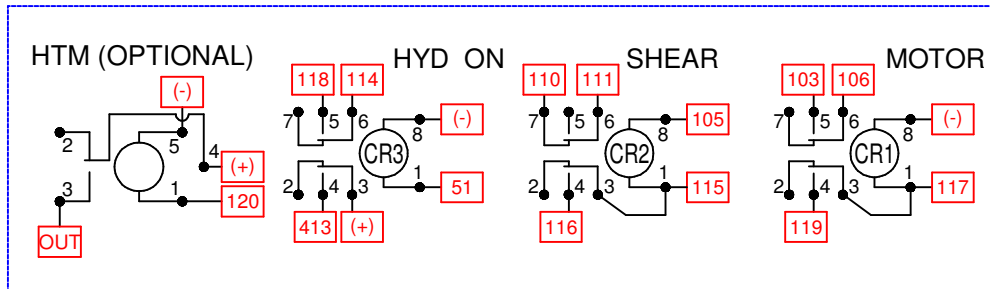 HTM (OPTIONAL) HYD ON SHEAR MOTOR
(-) 118 114 110 111 103 106
2 5 4 7 5 6 8 (-) 7 5 6 8 105 7 5 6 8 (-)
(+) CR3 CR2 CR1
3 1 120 2 4 3 1 51 2 4 3 1 115 2 4 3 1 117
OUT 413 (+) 116 119